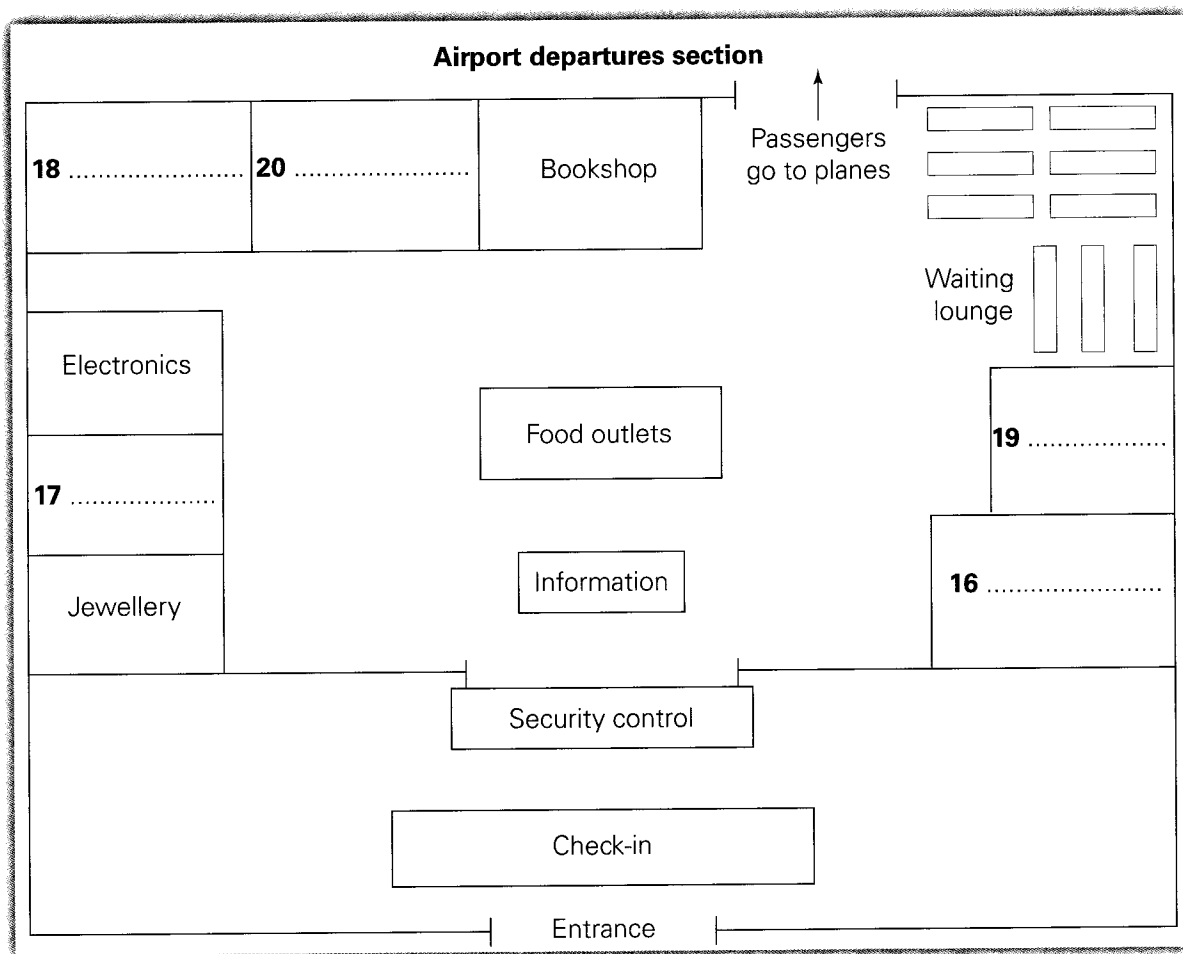 Airport departures section
Passengers
go to planes
18 ........................ 20 ........................ Bookshop
Waiting
lounge
Electronics
Food outlets
19 ...................
17 ....................
Information
16 ........................
Jewellery
Security control
Check-in
Entrance